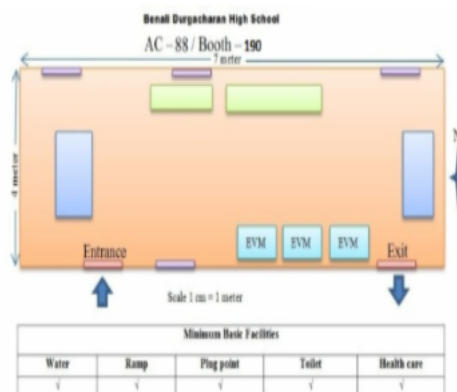 Benali Durgacharan High School
AC – 88 / Booth – 190
7 meter
4 meter
N
EVM EVM EVM
Entrance Exit
Scale 1 cm = 1 meter
Minimum Basic Facilities
Water Ramp Plug point Toilet Health care
√ √ √ √ √